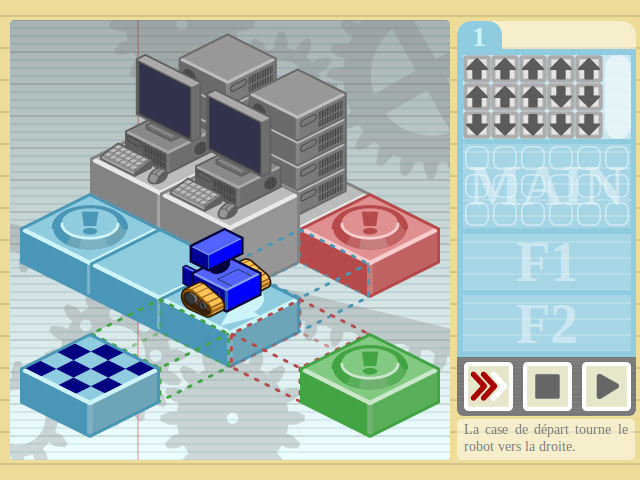 1
MAIN
F1
F2
La case de départ tourne le
robot vers la droite.